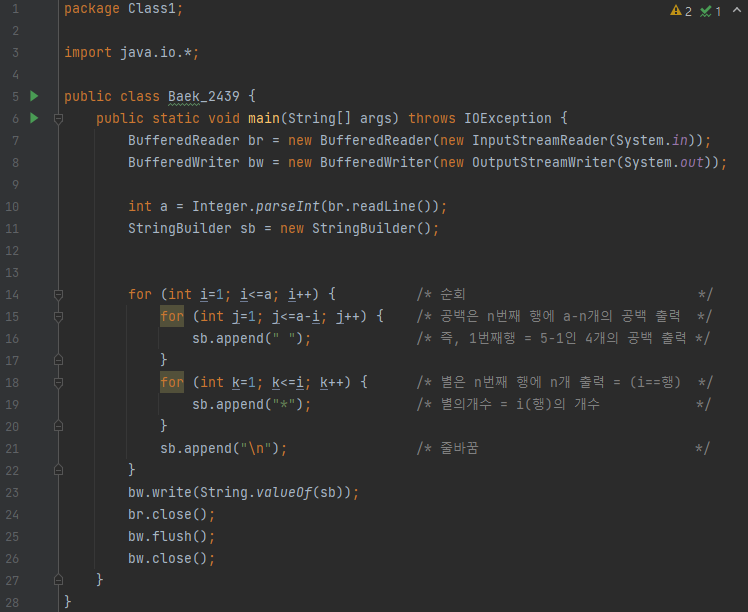 1 package Class1; 2 1
2
3 import java.io.*;
4
5 public class Baek_2439 {
6 public static void main(String[] args) throws IOException {
7 BufferedReader br = new BufferedReader(new InputStreamReader(System.in));
8 BufferedWriter bw = new BufferedWriter(new OutputStreamWriter(System.out));
9
10 int a = Integer.parseInt(br.readLine());
11 StringBuilder sb = new StringBuilder();
12
13
14 for (int i=1; i<=a; i++) { /* 순회 */
15 for (int j=1; j<=a-i; j++) { /* 공백은 n번째 행에 a-n개의 공백 출력 */
16 sb.append(" "); /* 즉, 1번째행 = 5-1인 4개의 공백 출력 */
17 }
18 for (int k=1; k<=i; k++) { /* 별은 n번째 행에 n개 출력 = (i==행) */
19 sb.append("*"); /* 별의개수 = i(행)의 개수 */
20 }
21 sb.append("\n"); /* 줄바꿈 */
22 }
23 bw.write(String.valueOf(sb));
24 br.close();
25 bw.flush();
26 bw.close();
27 }
28 }